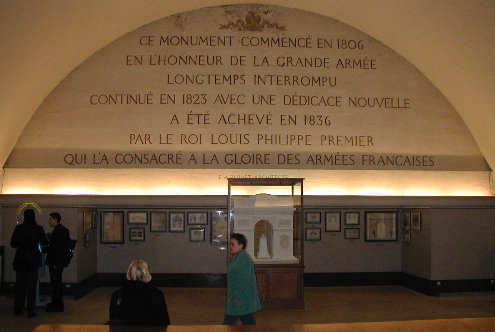 CE MONUMENT COMMENCÉ EN 1806
EN L'HONNEUR DE LA GRANDE ARMÉE
LONGTEMPS INTERROMPU
CONTINUÉ EN 1823 AVEC UNE DÉDICACE NOUVELLE
A ÉTÉ ACHEVÉ EN 1836
PAR LE ROI LOUIS PHILIPPE PREMIER
QUI L'A CONSACRÉ A LA GLOIRE DES ARMÉES FRANÇAISES